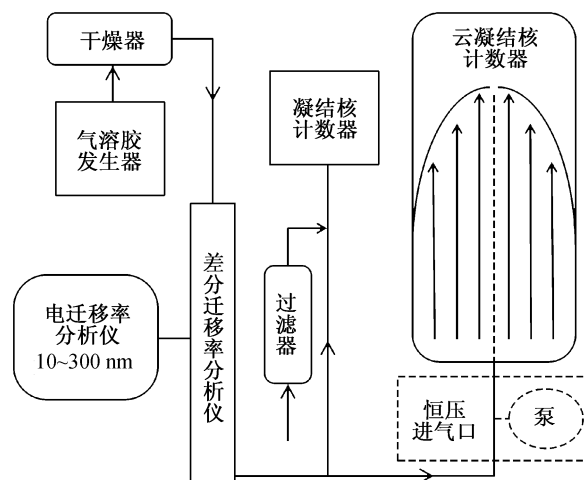 干燥器
气溶胶
发生器
凝结核
计数器
云凝结核
计数器
差分迁移率分析仪
电迁移率
分析仪
10~300 nm
过滤器
恒压
进气口
泵